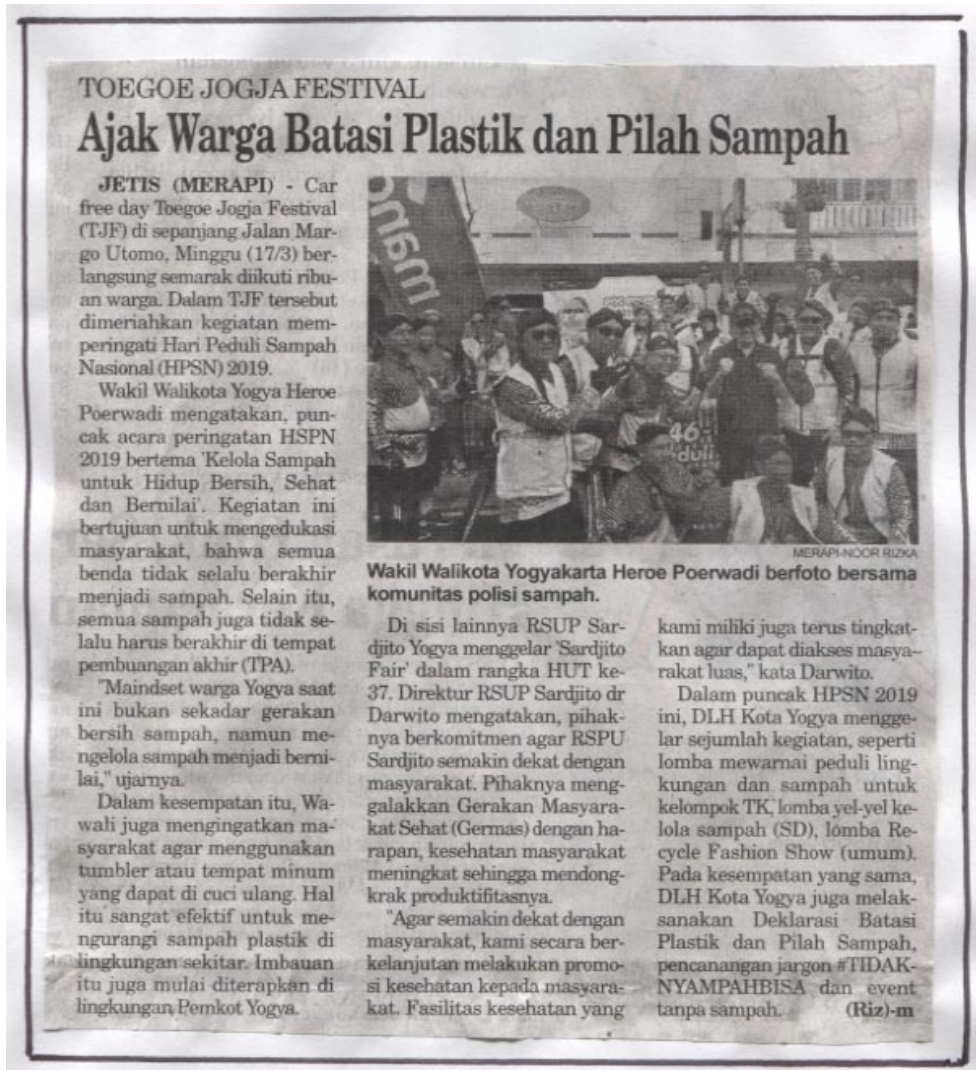 TOEGOE JOGJA FESTIVAL
Ajak Warga Batasi Plastik dan Pilah Sampah
JETIS (MERAPI) - Car
free day Toegoe Jogja Festival
(TJF) di sepanjang Jalan Mar-
go Utomo, Minggu (17/3) ber-
langsung semarak diikuti ribu-
an warga. Dalam TJF tersebut
dimeriahkan kegiatan mem-
peringati Hari Peduli Sampah
Nasional (HPSN) 2019.
Wakil Walikota Yogya Heroe
Poerwadi mengatakan, pun-
cak acara peringatan HSPN
2019 bertema 'Kelola Sampah
untuk Hidup Bersih, Sehat
dan Bernilai'. Kegiatan ini
bertujuan untuk mengedukasi
masyarakat, bahwa semua
benda tidak selalu berakhir
menjadi sampah. Selain itu,
semua sampah juga tidak se-
lalu harus berakhir di tempat
pembuangan akhir (TPA).
"Maindset warga Yogya saat
ini bukan sekadar gerakan
bersih sampah, namun me-
ngelola sampah menjadi berni-
lai," ujarnya.
Dalam kesempatan itu, Wa-
wali juga mengingatkan ma-
syarakat agar menggunakan
tumbler atau tempat minum
yang dapat di cuci ulang. Hal
itu sangat efektif untuk me-
ngurangi sampah plastik di
lingkungan sekitar. Imbauan
itu juga mulai diterapkan di
lingkungan Pemkot Yogya.
46
duli
MERAPI-NOOR RIZKA
Wakil Walikota Yogyakarta Heroe Poerwadi berfoto bersama
komunitas polisi sampah.
Di sisi lainnya RSUP Sar-
djito Yogya menggelar 'Sardjito
Fair' dalam rangka HUT ke-
37. Direktur RSUP Sardjito dr
Darwito mengatakan, pihak-
nya berkomitmen agar RSPU
Sardjito semakin dekat dengan
masyarakat. Pihaknya meng-
galakkan Gerakan Masyara-
kat Sehat (Germas) dengan ha-
rapan, kesehatan masyarakat
meningkat sehingga mendong-
krak produktifitasnya.
"Agar semakin dekat dengan
masyarakat, kami secara ber-
kelanjutan melakukan promo-
si kesehatan kepada masyara-
kat. Fasilitas kesehatan yang
kami miliki juga terus tingkat-
kan agar dapat diakses masya-
rakat luas," kata Darwito.
Dalam puncak HPSN 2019
ini, DLH Kota Yogya mengge-
lar sejumlah kegiatan, seperti
lomba mewarnai peduli ling-
kungan dan sampah untuk
kelompok TK, lomba yel-yel ke-
lola sampah (SD), lomba Re-
cycle Fashion Show (umum).
Pada kesempatan yang sama,
DLH Kota Yogya juga melak-
sanakan Deklarasi Batasi
Plastik dan Pilah Sampah,
pencanangan jargon #TIDAK-
NYAMPAHBISA dan event
tanpa sampah. (Riz)-m